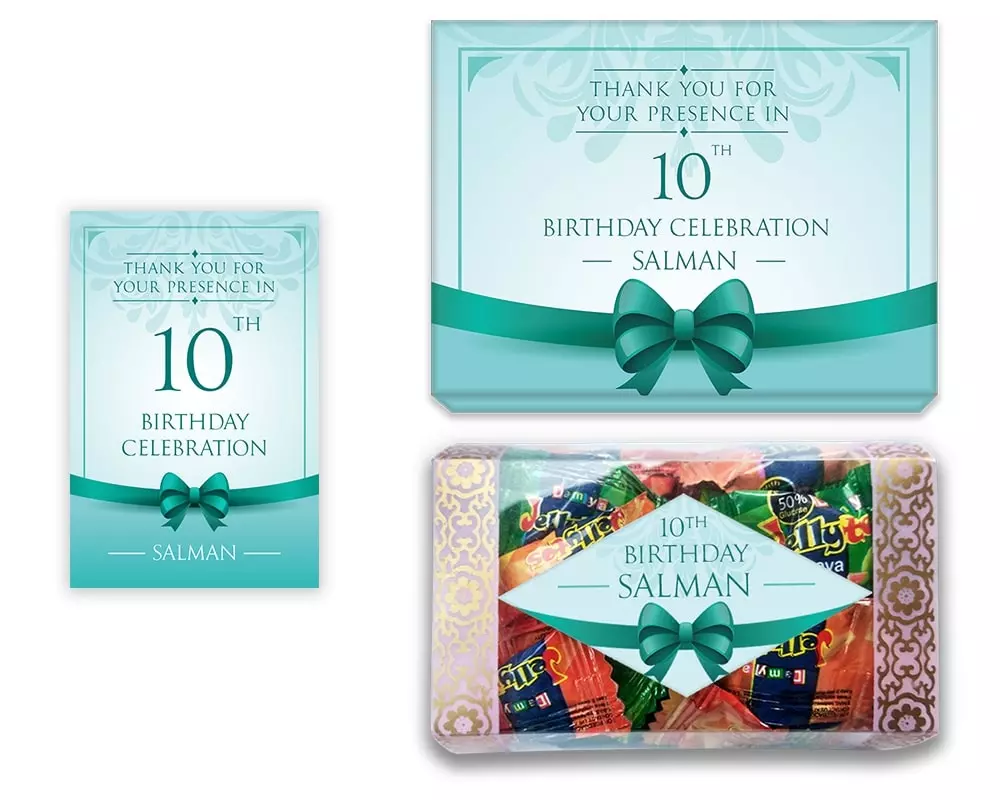 THANK YOU FOR
YOUR PRESENCE IN
10TH
BIRTHDAY
CELEBRATION
SALMAN
THANK YOU FOR
YOUR PRESENCE IN
10TH
BIRTHDAY CELEBRATION
SALMAN
50%
10TH
BIRTHDAY
SALMAN